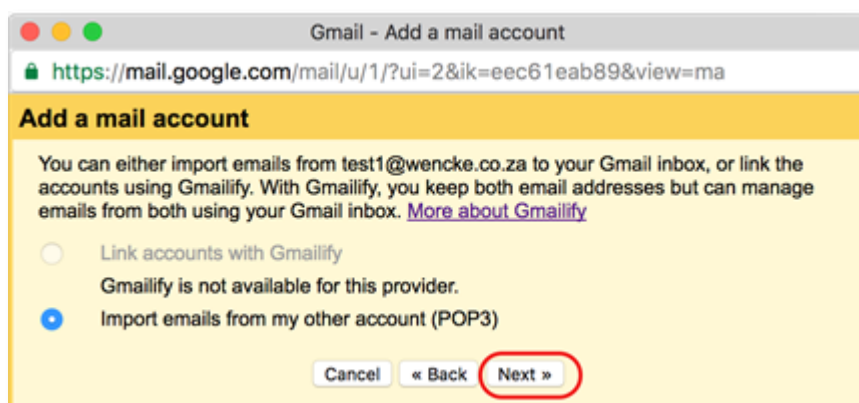 Gmail - Add a mail account
https://mail.google.com/mail/u/1/?ui=2&ik=eec61eab89&view=ma
Add a mail account
You can either import emails from test1@wencke.co.za to your Gmail inbox, or link the
accounts using Gmailify. With Gmailify, you keep both email addresses but can manage
emails from both using your Gmail inbox. More about Gmailify
Link accounts with Gmailify
Gmailify is not available for this provider.
Import emails from my other account (POP3)
Cancel « Back Next »